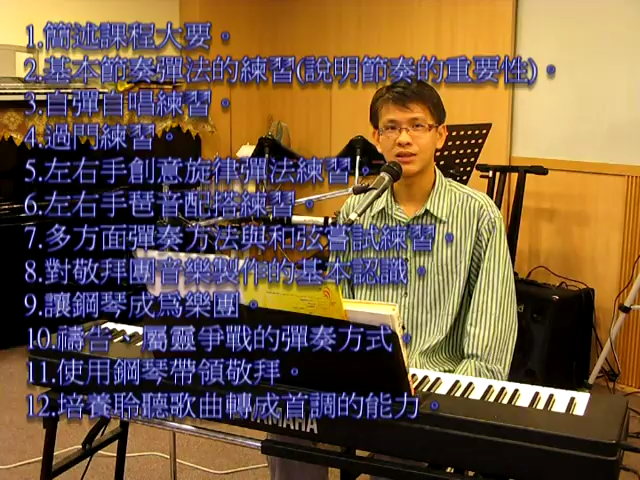 1.簡述課程大要。
2.基本節奏彈法的練習(說明節奏的重要性)。
3.自彈自唱練習。
4.過門練習。
5.左右手創意旋律彈法練習。
6.左右手琶音配搭練習。
7.多方面彈奏方法與和弦嘗試練習。
8.對敬拜團音樂製作的基本認識。
9.讓鋼琴成為樂團。
10.禱告、屬靈爭戰的彈奏方式。
11.使用鋼琴帶領敬拜。
12.培養聆聽歌曲轉成首調的能力。
YAMAHA